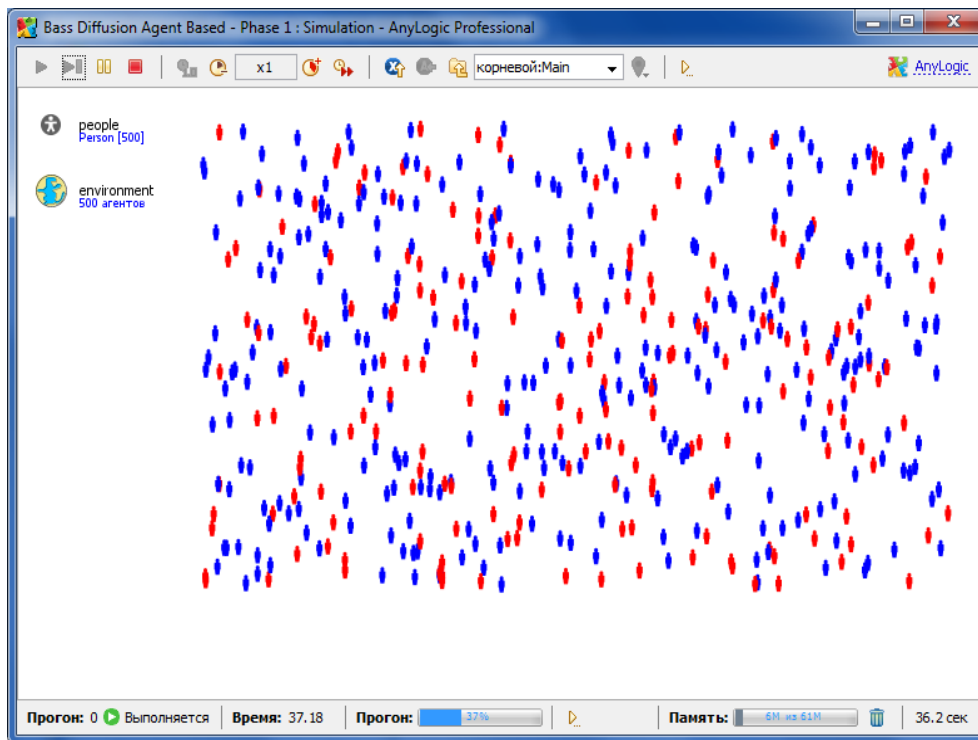 Bass Diffusion Agent Based - Phase 1 : Simulation - AnyLogic Professional
x1 корневой:Main AnyLogic
people
Person [500]
environment
500 агентов
Прогон: 0 Выполняется Время: 37.18 Прогон: 37% Память: 6M из 61M 36.2 сек